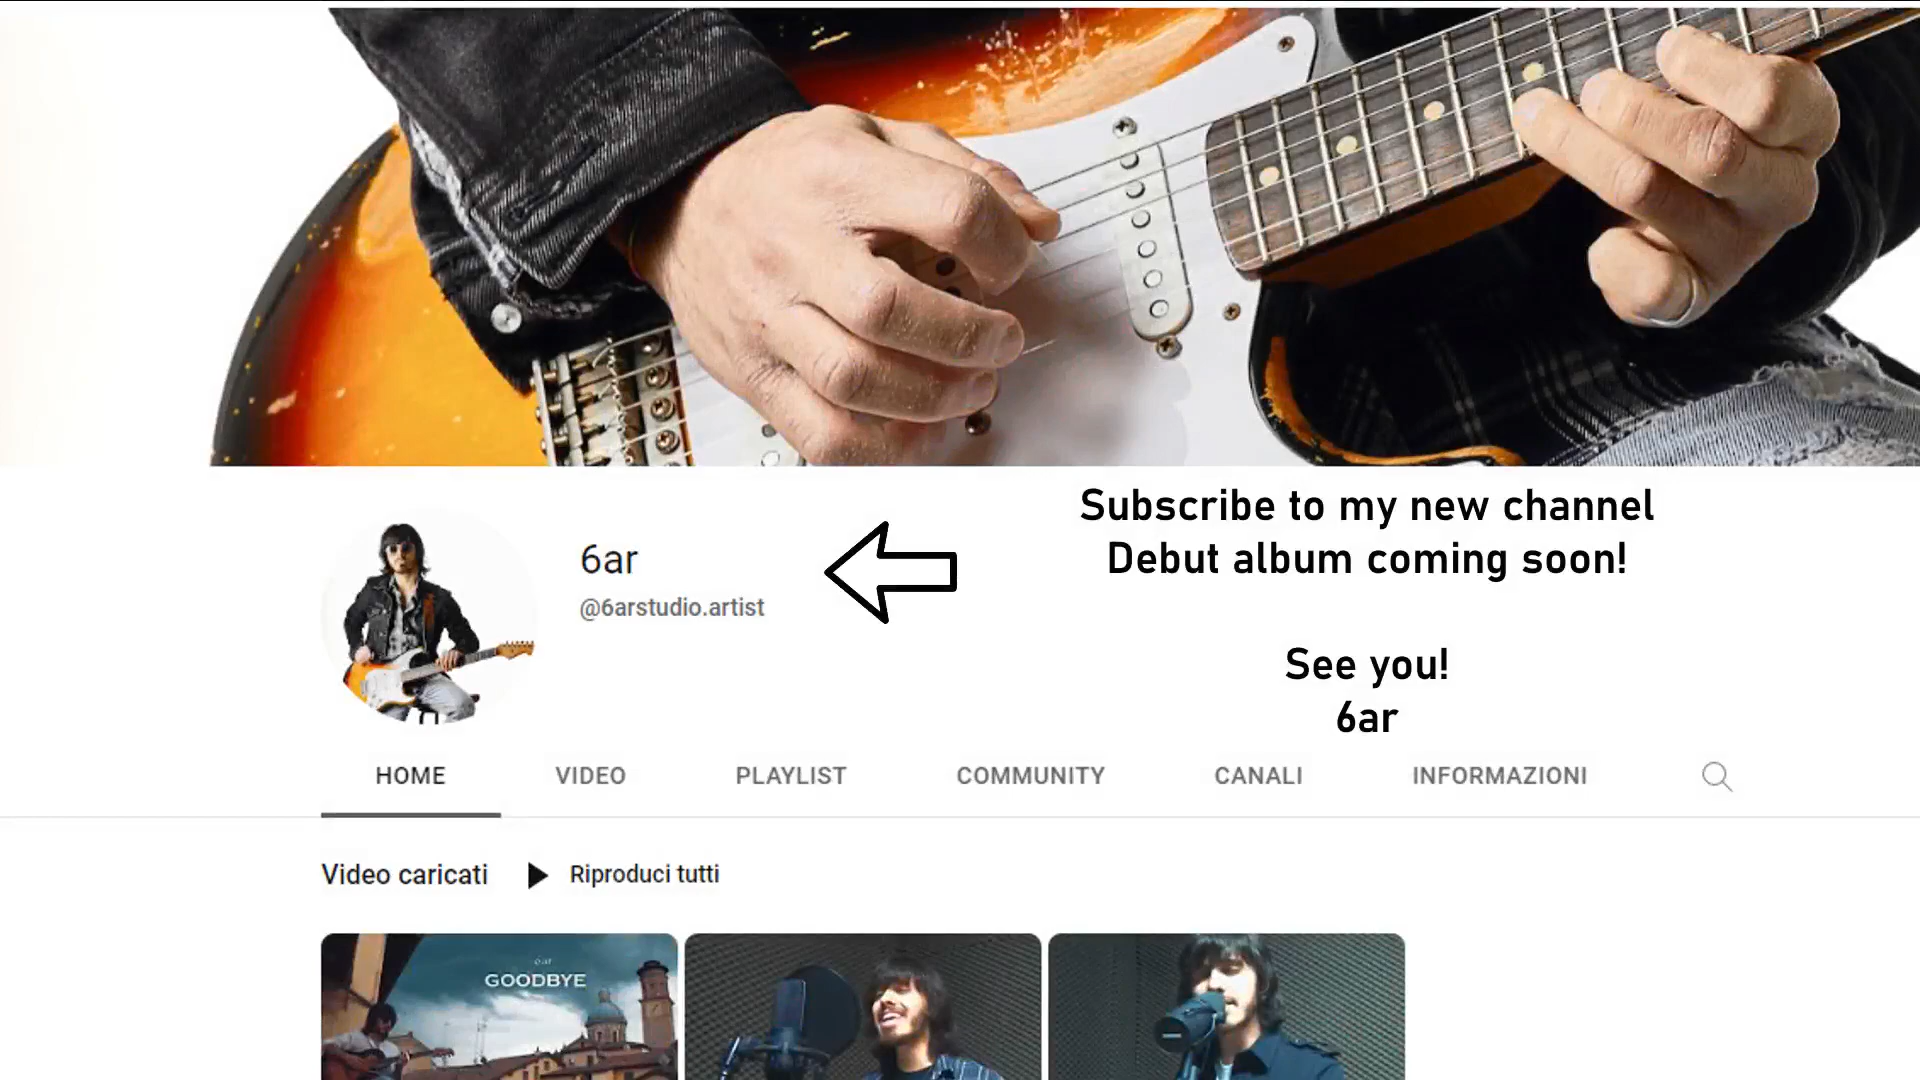 Subscribe to my new channel
Debut album coming soon!
See you!
6ar
6ar
@6arstudio.artist
HOME VIDEO PLAYLIST COMMUNITY CANALI INFORMAZIONI
Video caricati Riproduci tutti
6ar
GOODBYE